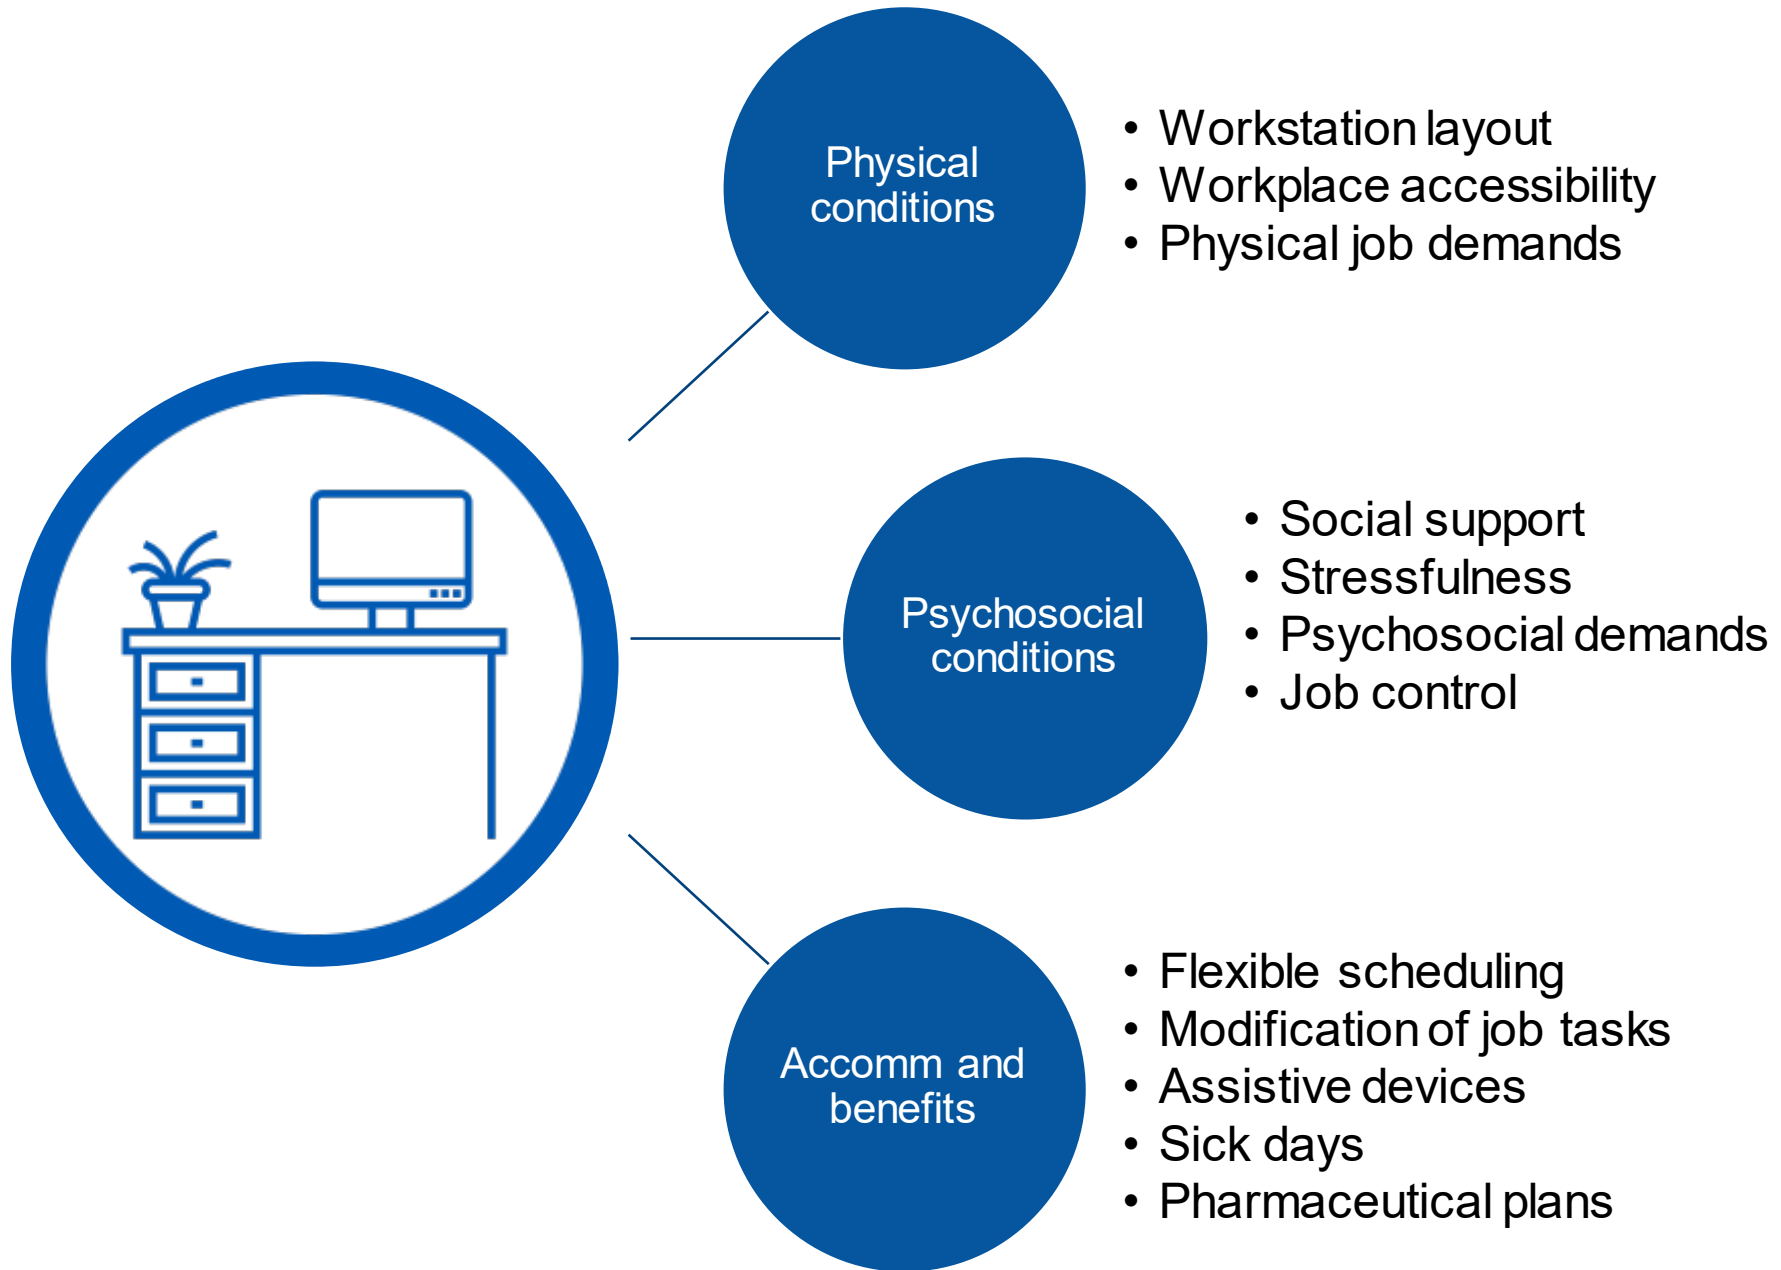 Physical
conditions
• Workstation layout
• Workplace accessibility
• Physical job demands
Psychosocial
conditions
• Social support
• Stressfulness
• Psychosocial demands
• Job control
Accomm and
benefits
• Flexible scheduling
• Modification of job tasks
• Assistive devices
• Sick days
• Pharmaceutical plans